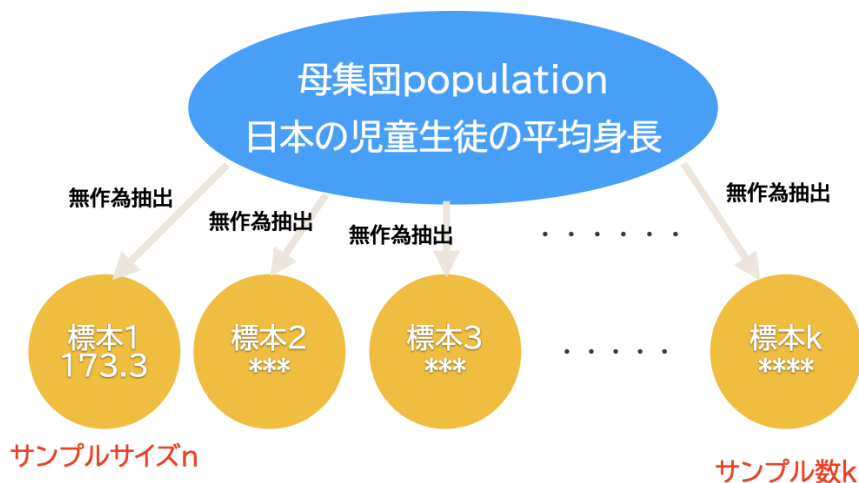 母集団population
日本の児童生徒の平均身長
無作為抽出
無作為抽出
無作為抽出
・・・・・・
無作為抽出
標本1
173.3
標本2
***
標本3
***
・・・・・
標本k
****
サンプルサイズn
サンプル数k